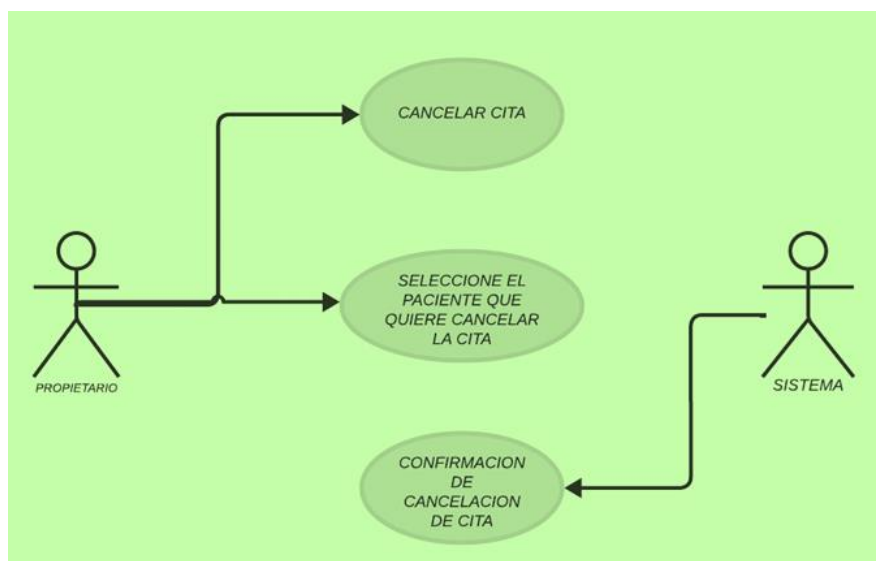 CANCELAR CITA
SELECCIONE EL
PACIENTE QUE
QUIERE CANCELAR
LA CITA
PROPIETARIO
SISTEMA
CONFIRMACION
DE
CANCELACION
DE CITA